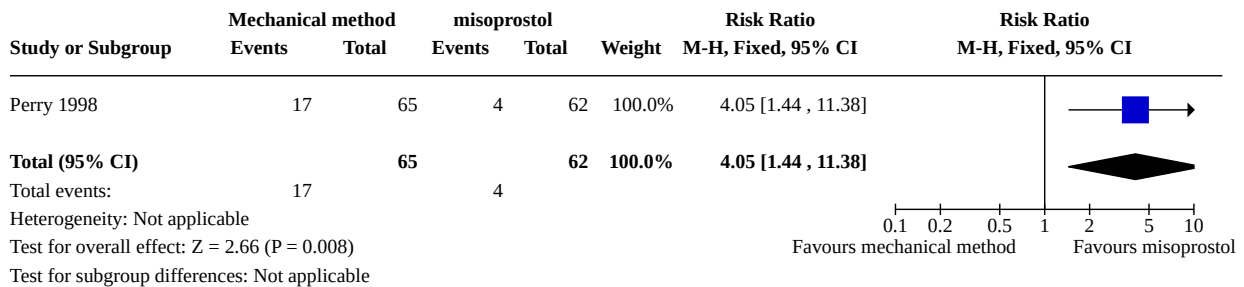 Mechanical method misoprostol Risk Ratio Risk Ratio
Study or Subgroup Events Total Events Total Weight M-H, Fixed, 95% CI M-H, Fixed, 95% CI
Perry 1998 17 65 4 62 100.0% 4.05 [1.44 , 11.38]
Total (95% CI) 65 62 100.0% 4.05 [1.44 , 11.38]
Total events: 17 4
Heterogeneity: Not applicable
0.1 0.2 0.5 1 2 5 10
Test for overall effect: Z = 2.66 (P = 0.008) Favours mechanical method Favours misoprostol
Test for subgroup differences: Not applicable